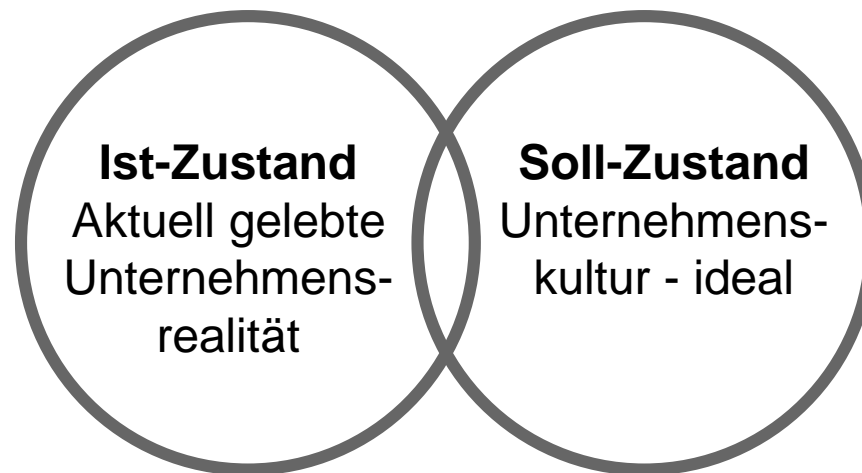 Ist-Zustand
Aktuell gelebte
Unternehmens-
realität
Soll-Zustand
Unternehmens-
kultur - ideal